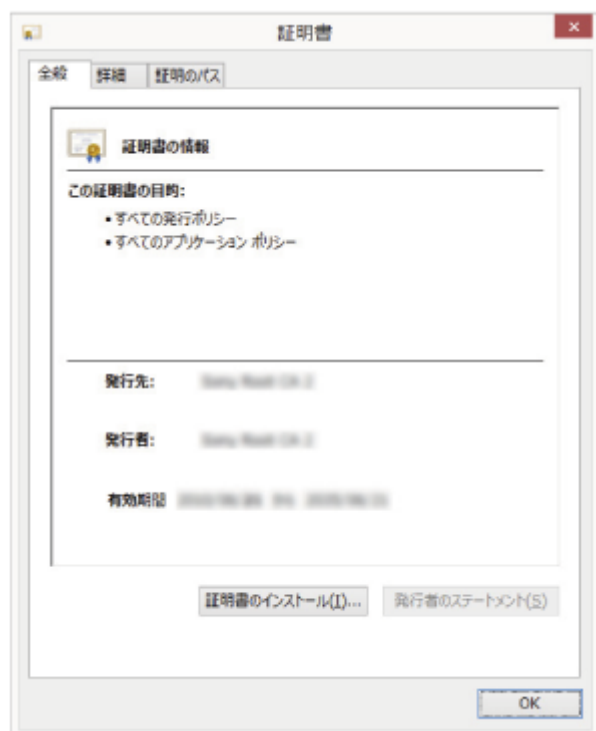 証明書
全般 詳細 証明のパス
証明書の情報
この証明書の目的:
• すべての発行ポリシー
• すべてのアプリケーション ポリシー
発行先:
発行者:
有効期間
証明書のインストール(I)... 発行者のステートメント(S)
OK